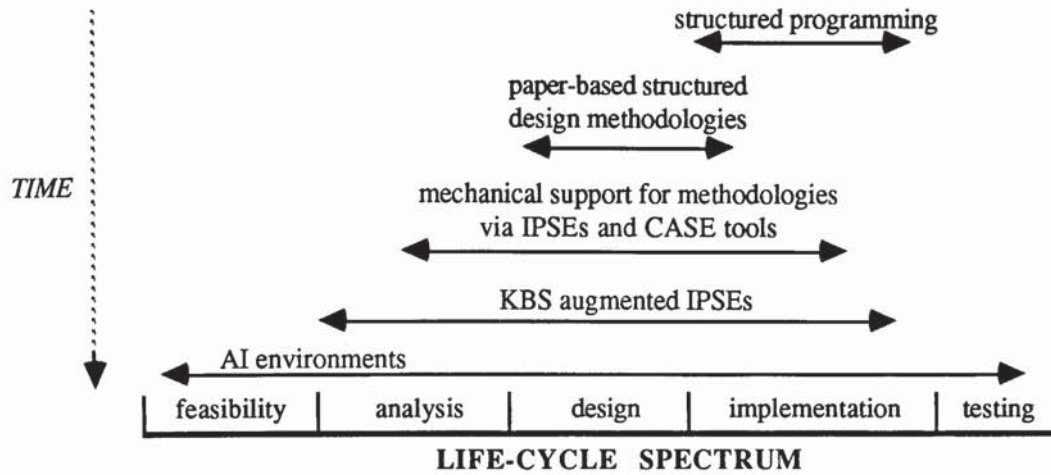 structured programming
paper-based structured
design methodologies
TIME
mechanical support for methodologies
via IPSEs and CASE tools
KBS augmented IPSEs
AI environments
feasibility analysis design implementation testing
LIFE-CYCLE SPECTRUM